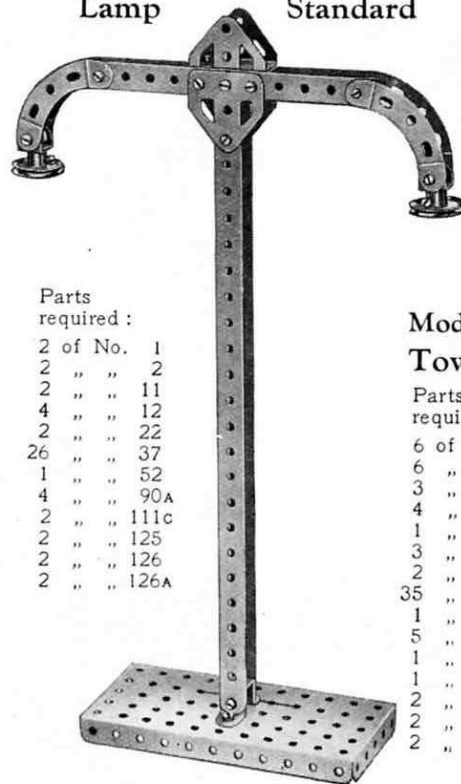 Lamp Standard
Parts
required :
2 of No. 1
2 „ „ 2
2 „ „ 11
4 „ „ 12
2 „ „ 22
26 „ „ 37
1 „ „ 52
4 „ „ 90A
2 „ „ 111C
2 „ „ 125
2 „ „ 126
2 „ „ 126A
Mod
Tow
Parts
requi
6 of
6 „
3 „
4 „
1 „
3 „
2 „
35 „
1 „
5 „
1 „
1 „
2 „
2 „
2 „